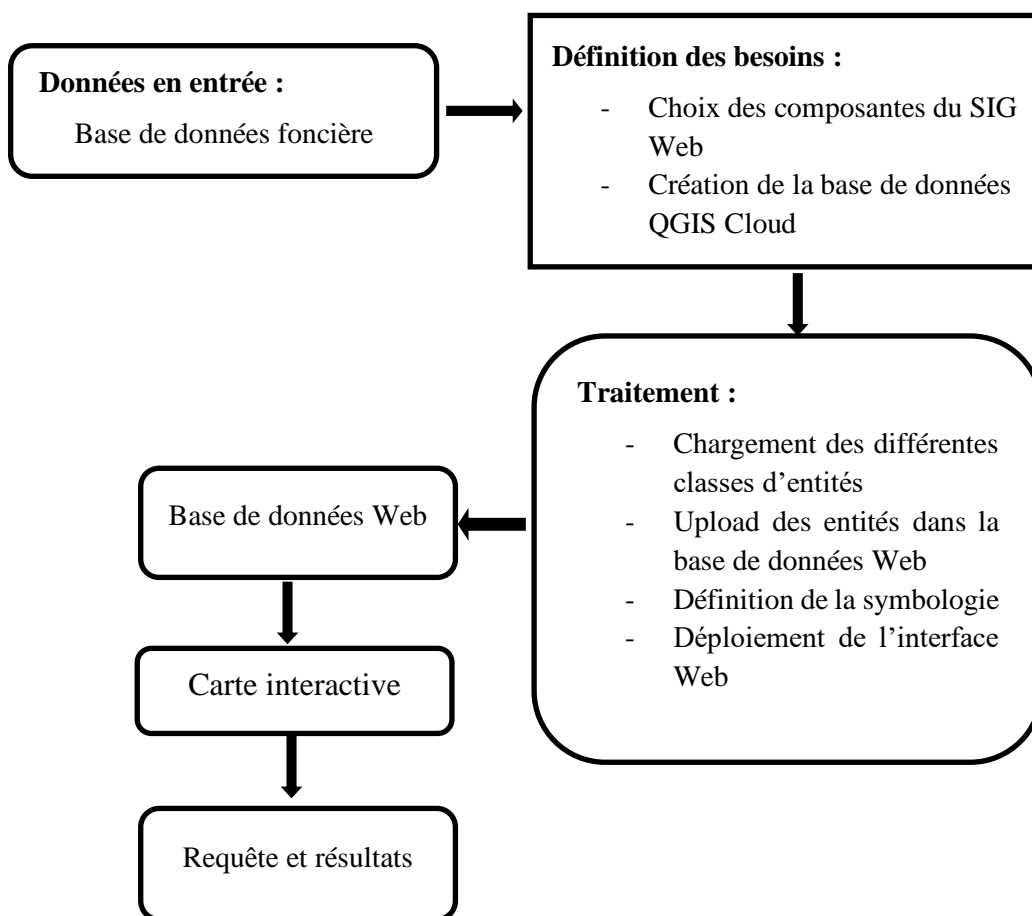 Données en entrée :
Base de données foncière
Définition des besoins :
- Choix des composantes du SIG
Web
- Création de la base de données
QGIS Cloud
Traitement :
- Chargement des différentes
classes d’entités
- Upload des entités dans la
base de données Web
- Définition de la symbologie
- Déploiement de l’interface
Web
Base de données Web
Carte interactive
Requête et résultats